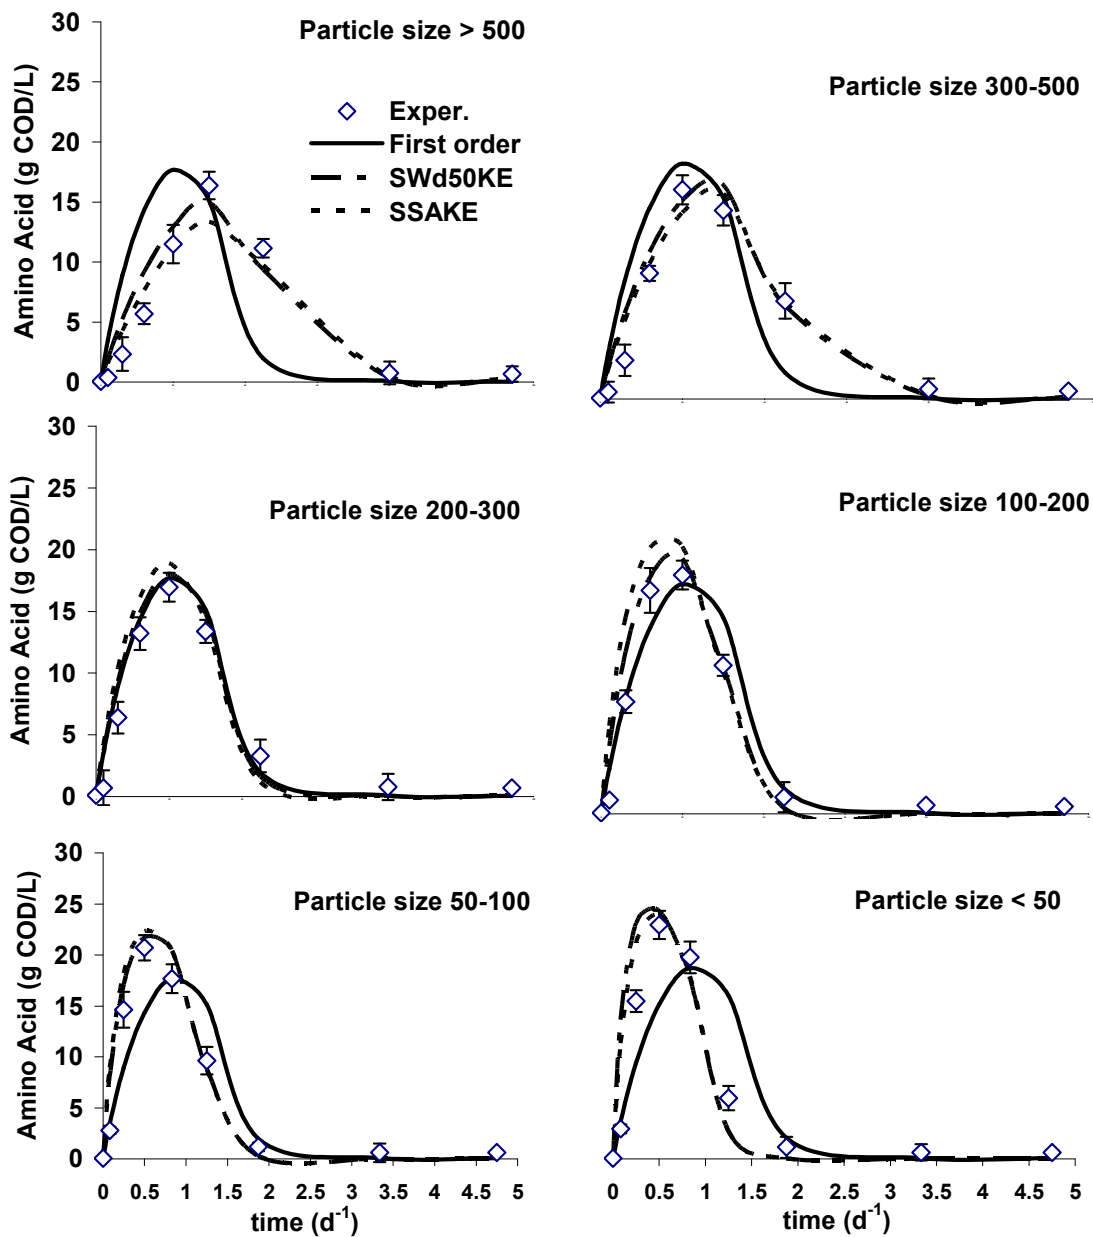 Particle size > 500
Particle size 300-500
Exper.
First order
SWd50KE
SSAKE
Amino Acid (g COD/L)
30
25
20
15
10
5
0
Particle size 200-300
Particle size 100-200
Amino Acid (g COD/L)
30
25
20
15
10
5
0
Particle size 50-100
Particle size < 50
Amino Acid (g COD/L)
30
25
20
15
10
5
0
0 0.5 1 1.5 2 2.5 3 3.5 4 4.5 5
time (d⁻¹)
0 0.5 1 1.5 2 2.5 3 3.5 4 4.5 5
time (d⁻¹)